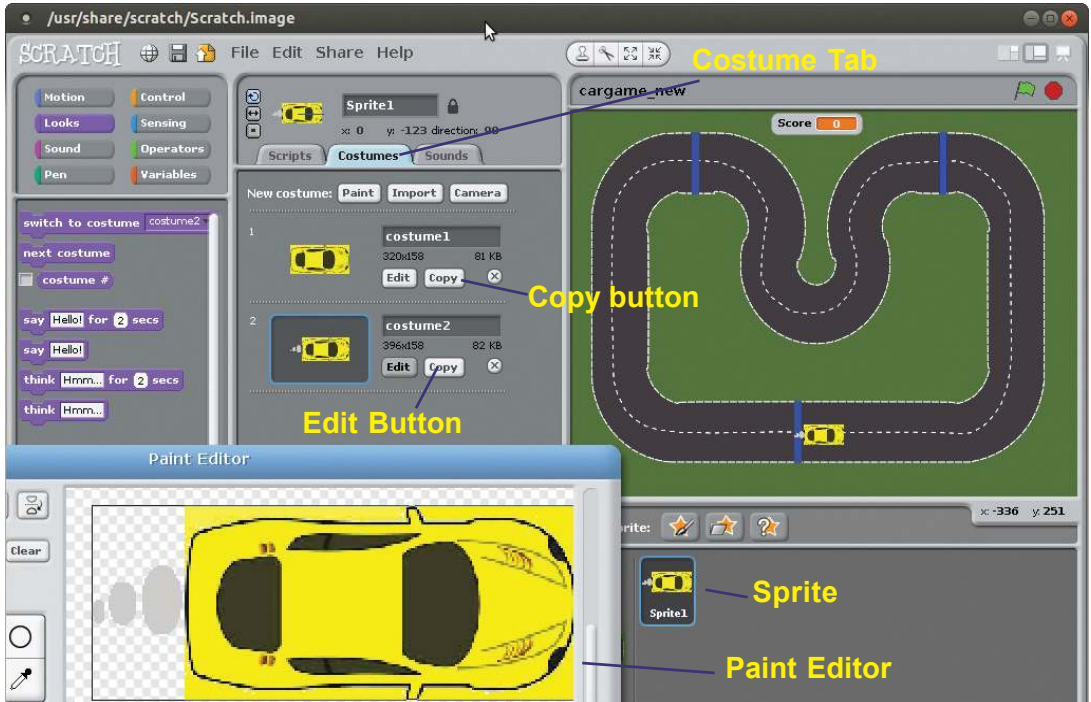 /usr/share/scratch/Scratch.image
SCRATCH File Edit Share Help
Costume Tab
Motion Control
Looks Sensing
Sound Operators
Pen Variables
switch to costume costume2
next costume
costume #
say Hello! for 2 secs
say Hello!
think Hmm... for 2 secs
think Hmm...
Sprite1
x: 0 y: -123 direction: 90
Scripts Costumes Sounds
New costume: Paint Import Camera
1
costume1
320x158 81 KB
Edit Copy
Copy button
2
costume2
396x158 82 KB
Edit Copy
Edit Button
cargame_new
Score 0
x: -336 y: 251
rite:
Sprite1
Sprite
Paint Editor
Paint Editor
Clear